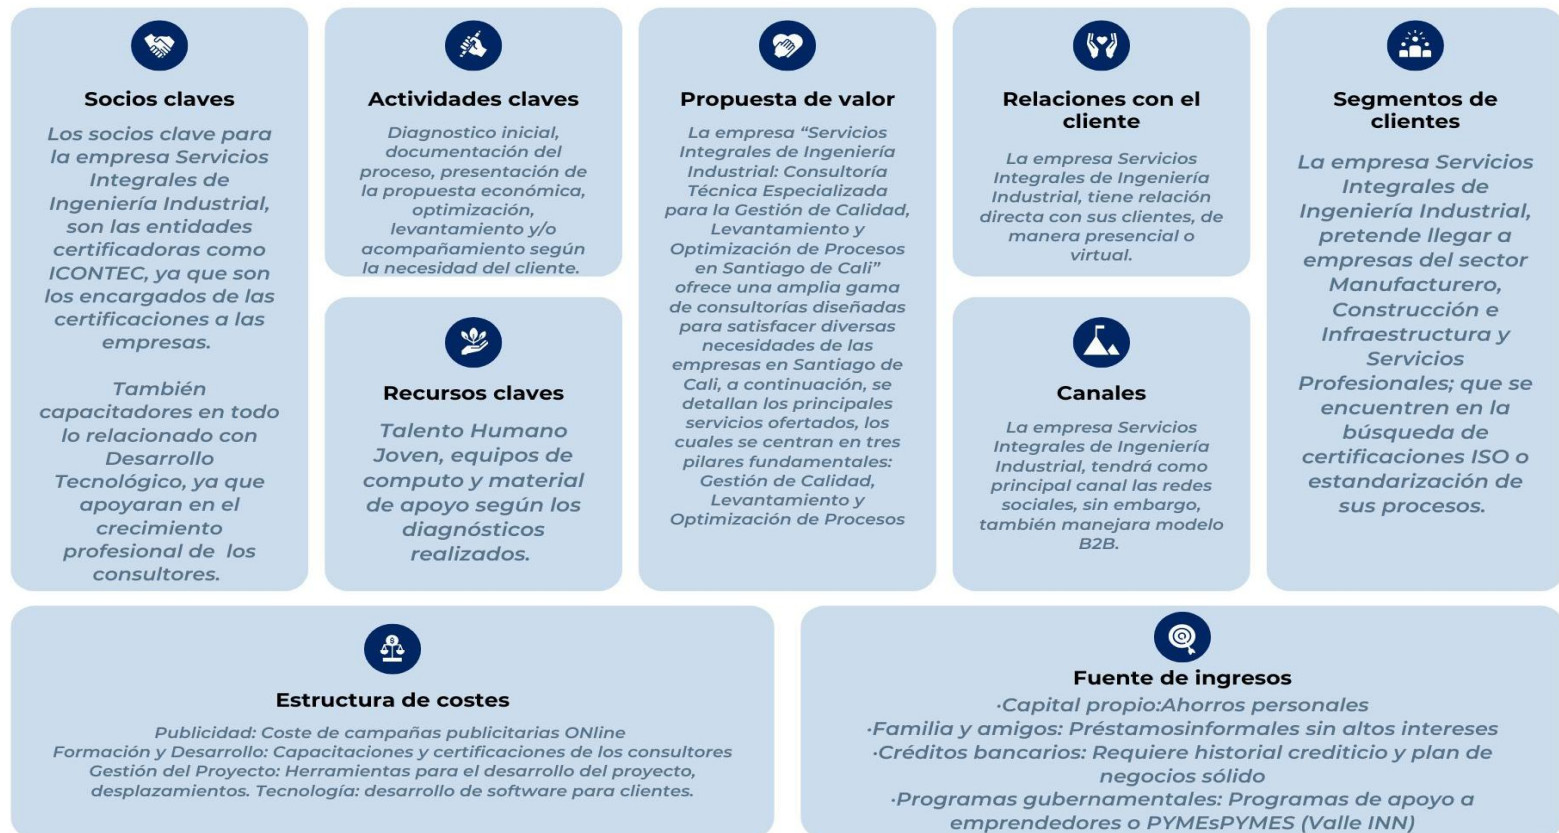 Socios claves
Los socios clave para
la empresa Servicios
Integrales de
Ingeniería Industrial,
son las entidades
certificadoras como
ICONTEC, ya que son
los encargados de las
certificaciones a las
empresas.
También
capacitadores en todo
lo relacionado con
Desarrollo
Tecnológico, ya que
apoyaran en el
crecimiento
profesional de los
consultores.
Actividades claves
Diagnostico inicial,
documentación del
proceso, presentación de
la propuesta económica,
optimización,
levantamiento y/o
acompañamiento según
la necesidad del cliente.
Recursos claves
Talento Humano
Joven, equipos de
computo y material
de apoyo según los
diagnósticos
realizados.
Propuesta de valor
La empresa “Servicios
Integrales de Ingeniería
Industrial: Consultoría
Técnica Especializada
para la Gestión de Calidad,
Levantamiento y
Optimización de Procesos
en Santiago de Cali”
ofrece una amplia gama
de consultorías diseñadas
para satisfacer diversas
necesidades de las
empresas en Santiago de
Cali, a continuación, se
detallan los principales
servicios ofertados, los
cuales se centran en tres
pilares fundamentales:
Gestión de Calidad,
Levantamiento y
Optimización de Procesos
Relaciones con el
cliente
La empresa Servicios
Integrales de Ingeniería
Industrial, tiene relación
directa con sus clientes, de
manera presencial o
virtual.
Canales
La empresa Servicios
Integrales de Ingeniería
Industrial, tendrá como
principal canal las redes
sociales, sin embargo,
también manejara modelo
B2B.
Segmentos de
clientes
La empresa Servicios
Integrales de
Ingeniería Industrial,
pretende llegar a
empresas del sector
Manufacturero,
Construcción e
Infraestructura y
Servicios
Profesionales; que se
encuentren en la
búsqueda de
certificaciones ISO o
estandarización de
sus procesos.
Estructura de costes
Publicidad: Coste de campañas publicitarias ONline
Formación y Desarrollo: Capacitaciones y certificaciones de los consultores
Gestión del Proyecto: Herramientas para el desarrollo del proyecto,
desplazamientos. Tecnología: desarrollo de software para clientes.
Fuente de ingresos
·Capital propio:Ahorros personales
·Familia y amigos: Préstamosinformales sin altos intereses
·Créditos bancarios: Requiere historial crediticio y plan de
negocios sólido
·Programas gubernamentales: Programas de apoyo a
emprendedores o PYMEsPYMES (Valle INN)